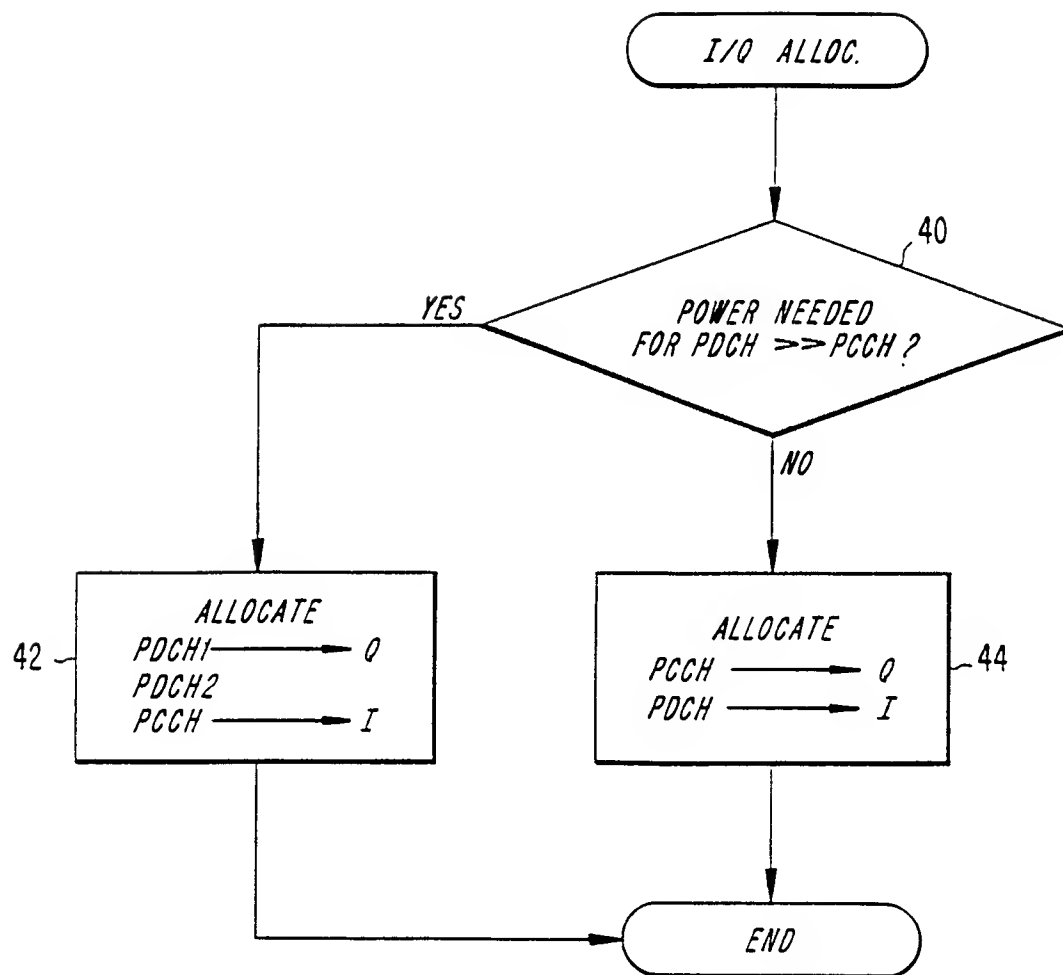 I/Q ALLOC.
40
POWER NEEDED
FOR PDCH >>PCCH?
YES
NO
42
ALLOCATE
PDCH1 Q
PDCH2
PCCH I
ALLOCATE
PCCH Q
PDCH I
44
END